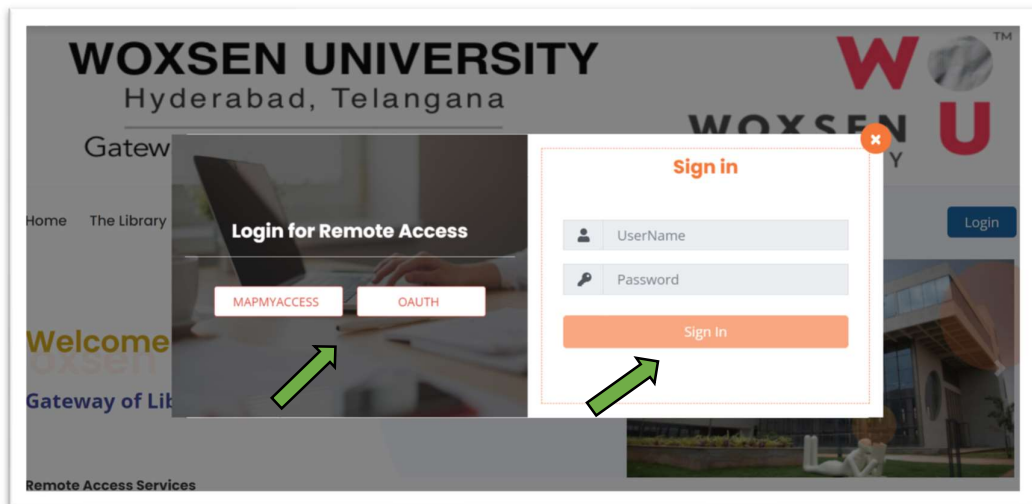 WOXSEN UNIVERSITY
Hyderabad, Telangana
Gatew
WO
TM
U
WOXSEN
Y
Home The Library
Login
Login for Remote Access
MAPMYACCESS OAUTH
Sign in
UserName
Password
Sign In
Welcome
Gateway of Lib
Remote Access Services